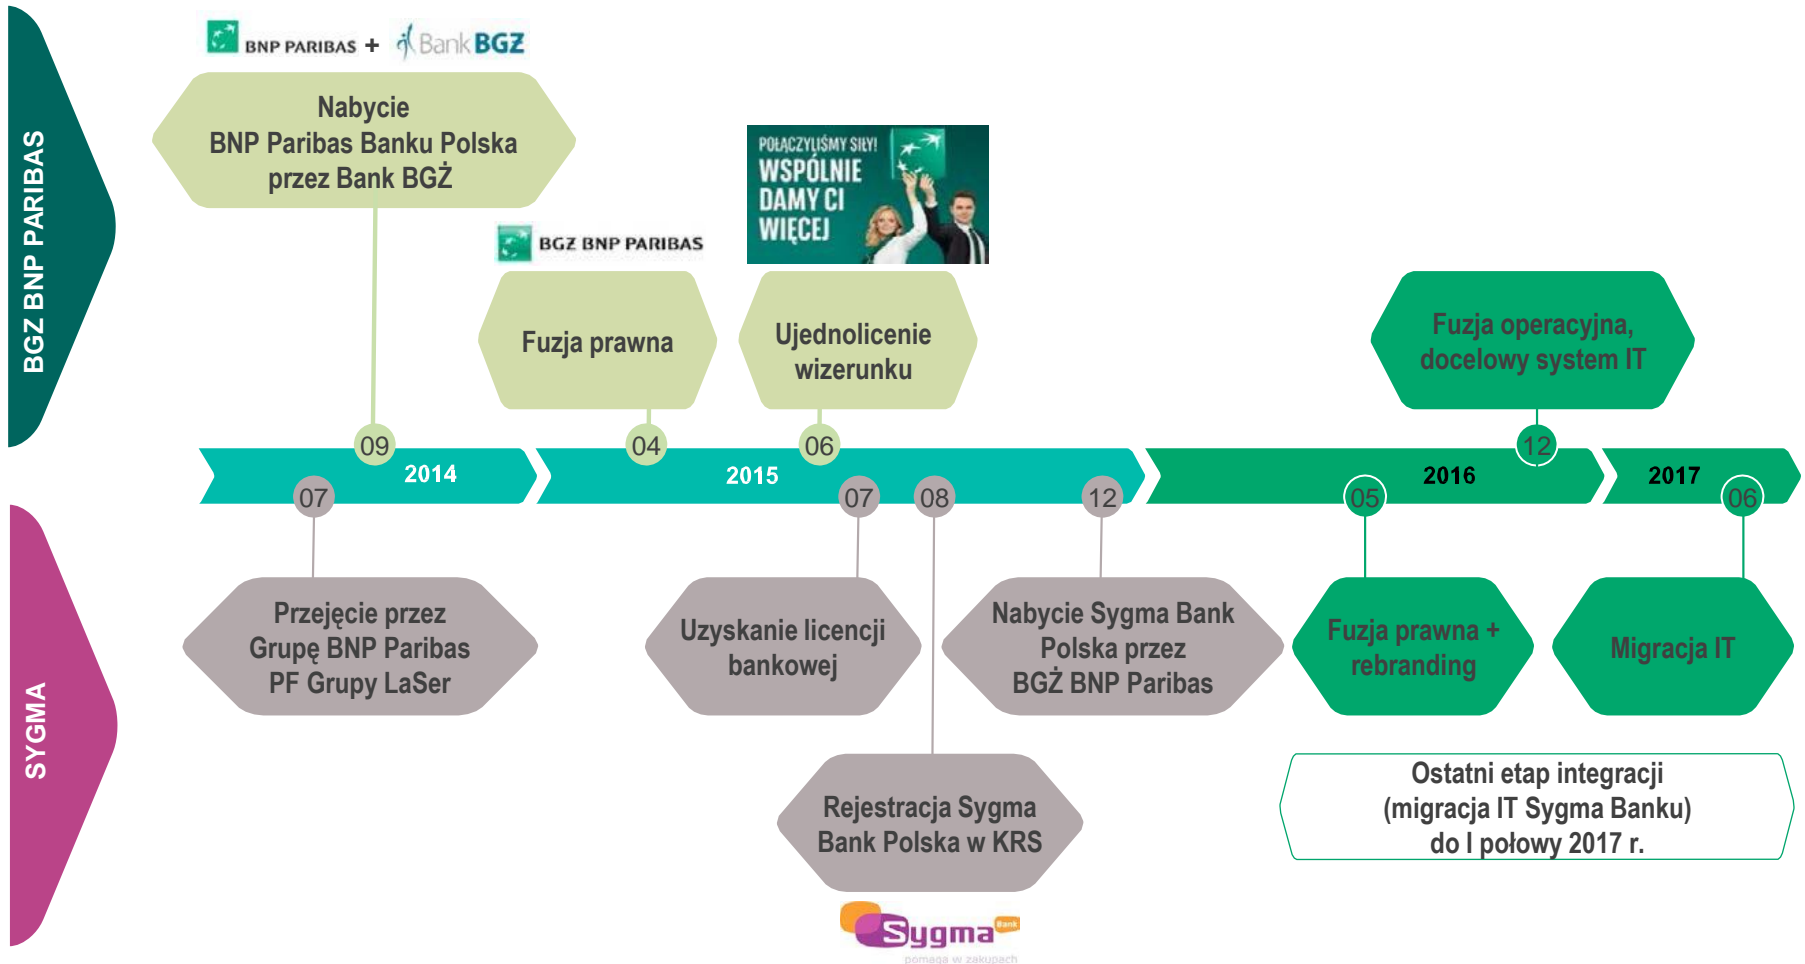 BNP PARIBAS +
Bank BGŻ
Nabycie
BNP Paribas Banku Polska
przez Bank BGŻ
BGŻ BNP PARIBAS
POŁĄCZYLIŚMY SIŁY!
WSPÓLNIE
DAMY CI
WIĘCEJ
BGŻ BNP PARIBAS
Fuzja prawna
Ujednolicenie
wizerunku
Fuzja operacyjna,
docelowy system IT
09
04
06
12
2014
2015
2016
2017
07
07
08
12
05
06
SYGMA
Przejęcie przez
Grupę BNP Paribas
PF Grupy LaSer
Uzyskanie licencji
bankowej
Nabycie Sygma Bank
Polska przez
BGŻ BNP Paribas
Fuzja prawna +
rebranding
Migracja IT
Rejestracja Sygma
Bank Polska w KRS
Ostatni etap integracji
(migracja IT Sygma Banku)
do I połowy 2017 r.
Sygma Bank
pomaga w zakupach